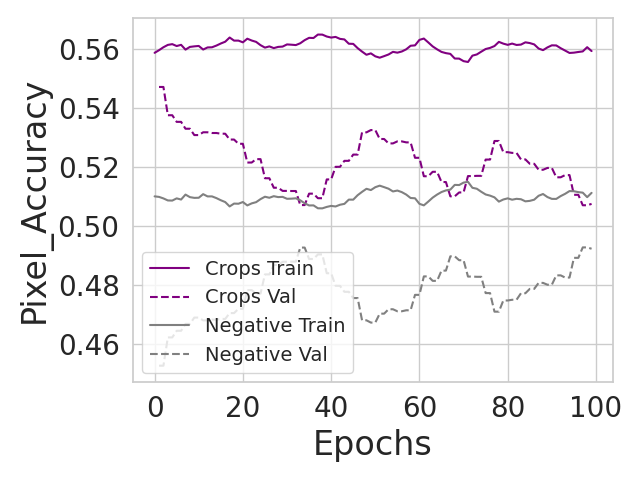 Pixel_Accuracy
0.56
0.54
0.52
0.50
0.48
0.46
Crops Train
Crops Val
Negative Train
Negative Val
0 20 40 60 80 100
Epochs